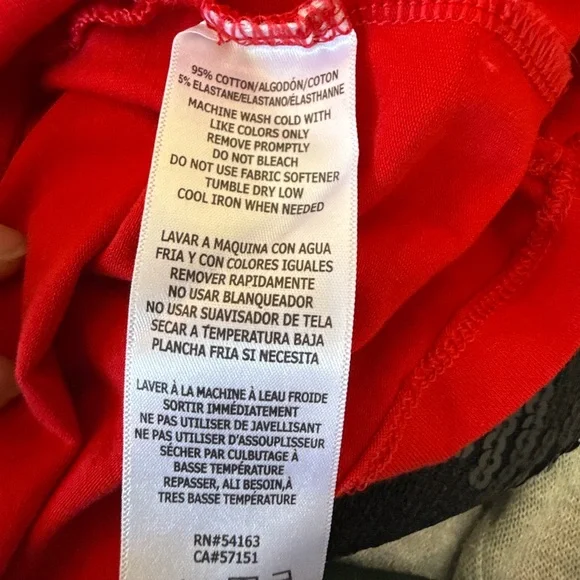 95% COTTON/ALGODÓN/COTON
5% ELASTANE/ELASTANO/ÉLASTHANNE
MACHINE WASH COLD WITH
LIKE COLORS ONLY
REMOVE PROMPTLY
DO NOT BLEACH
DO NOT USE FABRIC SOFTENER
TUMBLE DRY LOW
COOL IRON WHEN NEEDED
LAVAR A MAQUINA CON AGUA
FRIA Y CON COLORES IGUALES
REMOVER RAPIDAMENTE
NO USAR BLANQUEADOR
NO USAR SUAVISADOR DE TELA
SECAR A TEMPERATURA BAJA
PLANCHA FRIA SI NECESITA
LAVER À LA MACHINE À LEAU FROIDE
SORTIR IMMÉDIATEMENT
NE PAS UTILISER DE JAVELLISANT
NE PAS UTILISER D'ASSOUPLISSEUR
SÉCHER PAR CULBUTAGE À
BASSE TEMPÉRATURE
REPASSER, ALI BESOIN,À
TRES BASSE TEMPÉRATURE
RN#54163
CA#57151